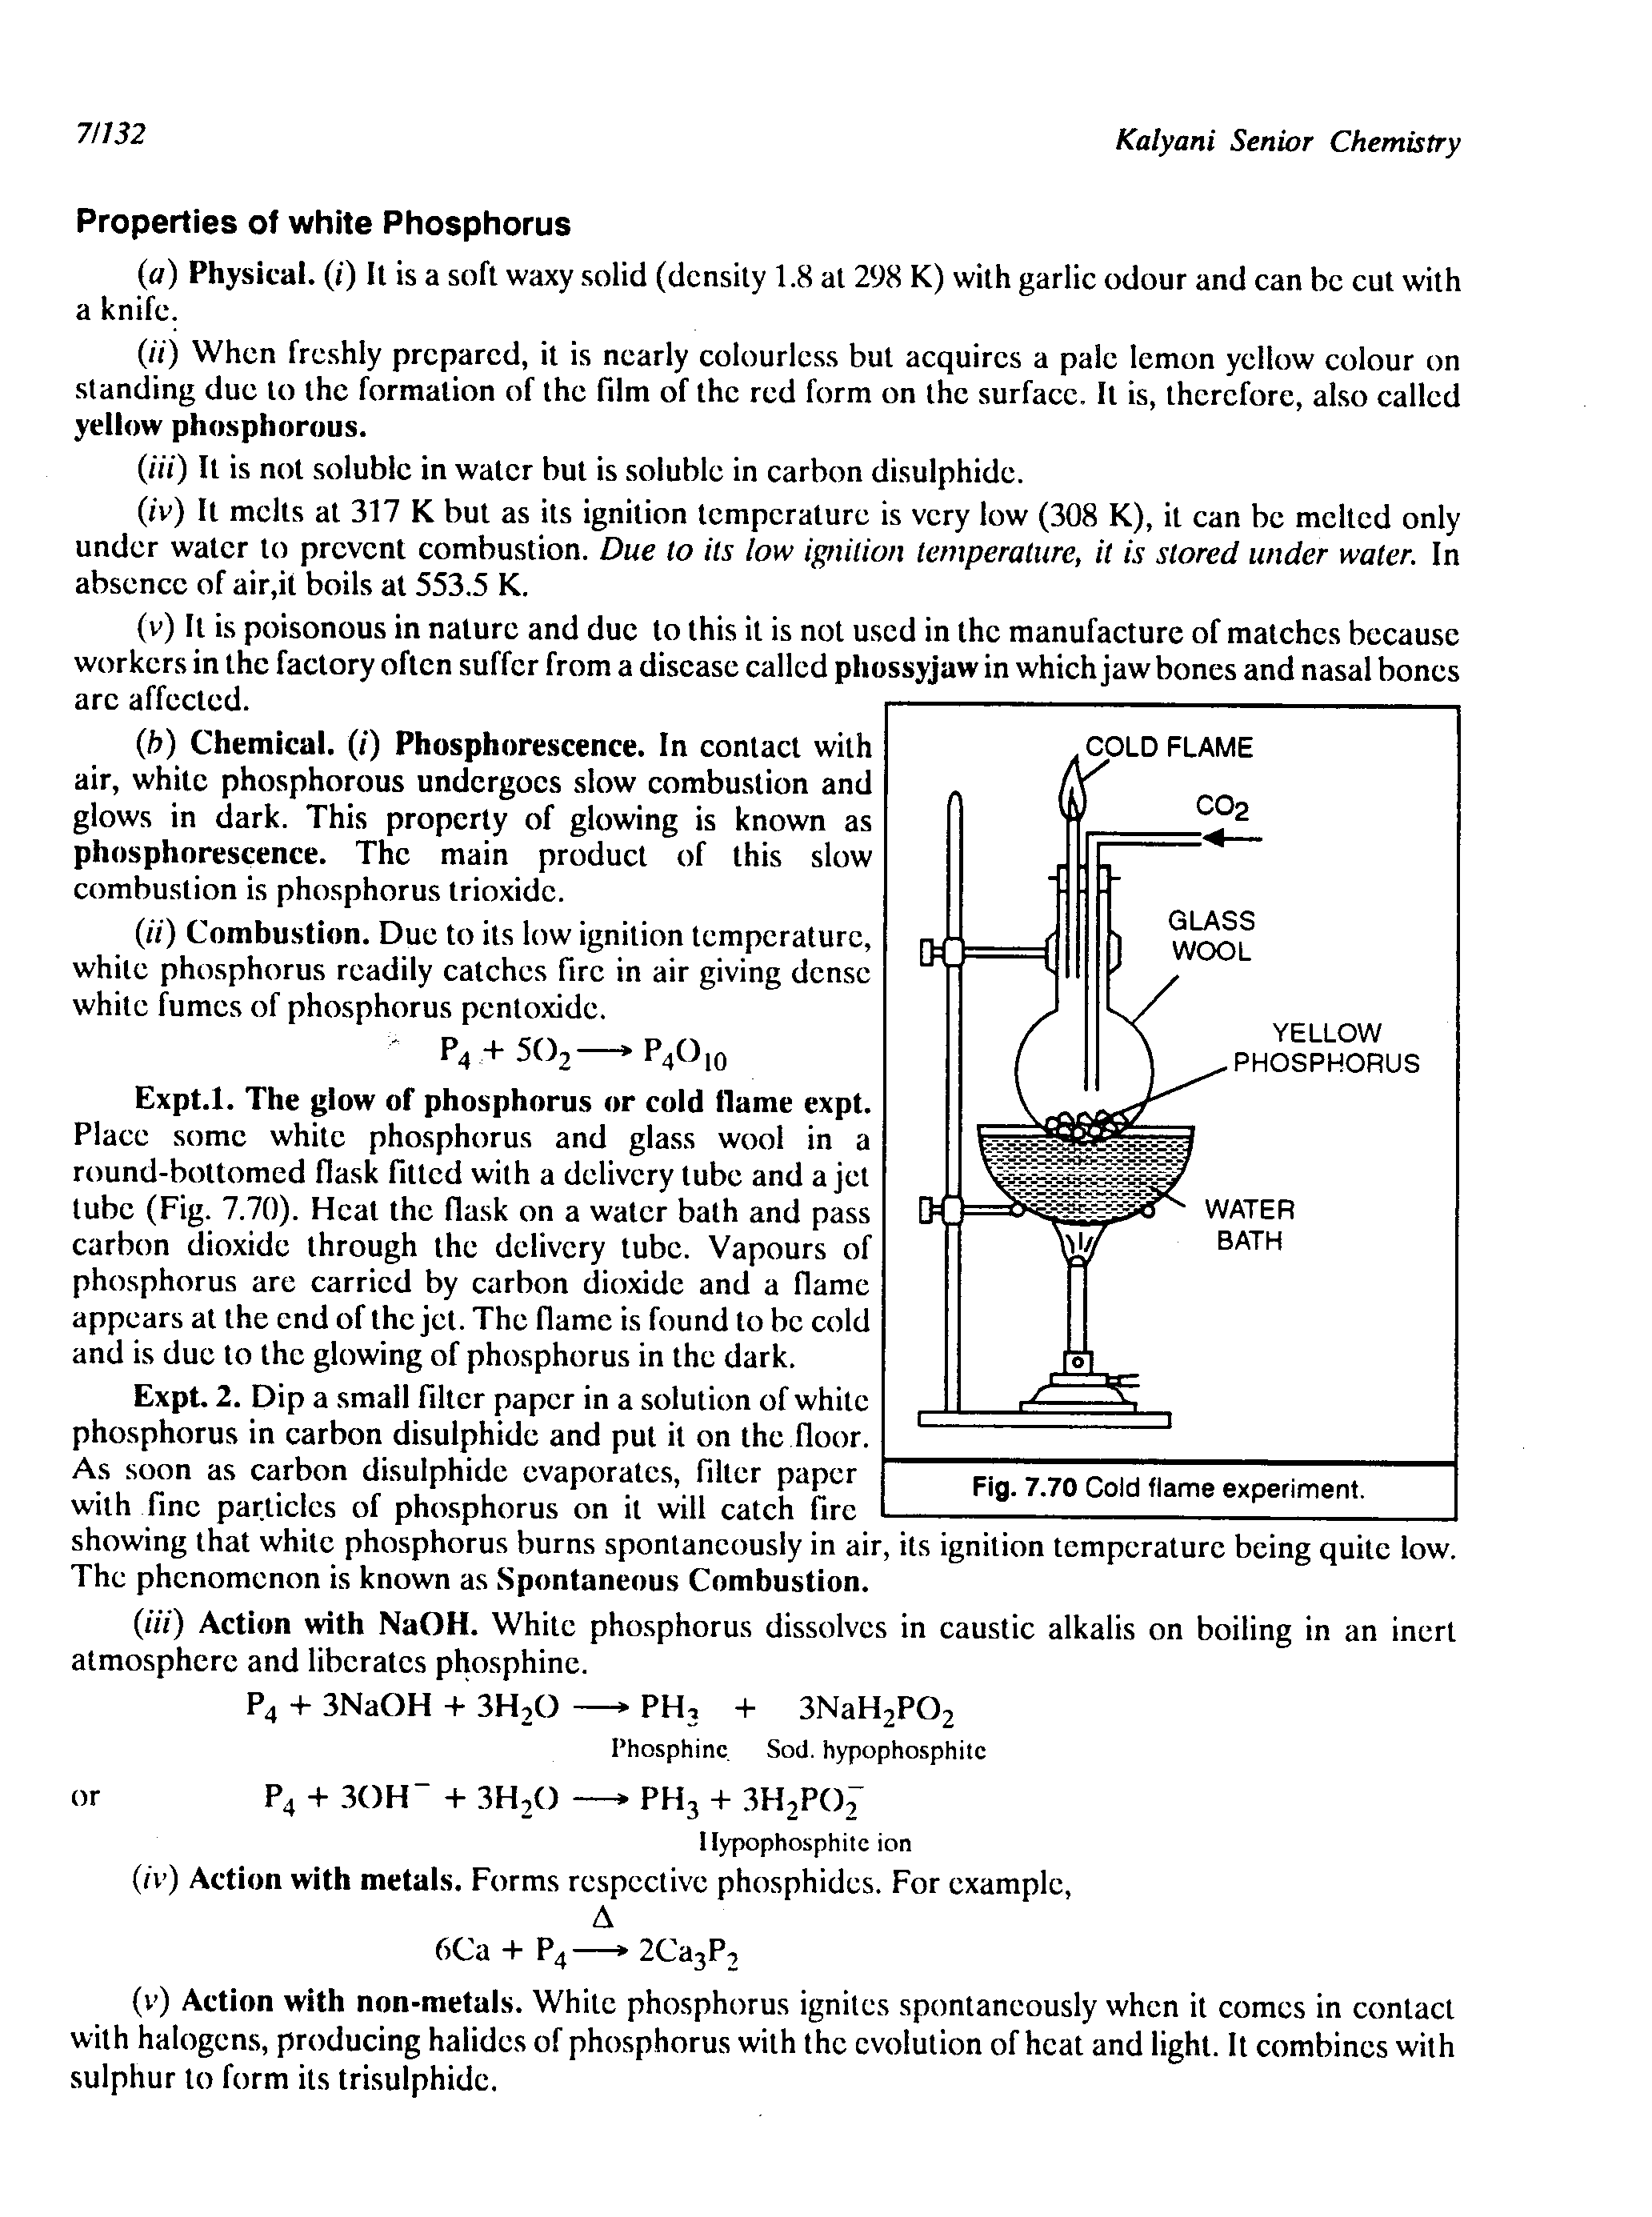 7/132
Kalyani Senior Chemistry
Properties of white Phosphorus
(a) Physical. (i) It is a soft waxy solid (density 1.8 at 298 K) with garlic odour and can be cut with
a knife.
(ii) When freshly prepared, it is nearly colourless but acquires a pale lemon yellow colour on
standing due to the formation of the film of the red form on the surface. It is, therefore, also called
yellow phosphorous.
(iii) It is not soluble in water but is soluble in carbon disulphide.
(iv) It melts at 317 K but as its ignition temperature is very low (308 K), it can be melted only
under water to prevent combustion. Due to its low ignition temperature, it is stored under water. In
absence of air,it boils at 553.5 K.
(v) It is poisonous in nature and due to this it is not used in the manufacture of matches because
workers in the factory often suffer from a disease called phossyjaw in which jaw bones and nasal bones
are affected.
(b) Chemical. (i) Phosphorescence. In contact with
air, white phosphorous undergoes slow combustion and
glows in dark. This property of glowing is known as
phosphorescence. The main product of this slow
combustion is phosphorus trioxide.
(ii) Combustion. Due to its low ignition temperature,
white phosphorus readily catches fire in air giving dense
white fumes of phosphorus pentoxide.
P₄ + 5O₂ ⟶ P₄O₁₀
Expt.1. The glow of phosphorus or cold flame expt.
Place some white phosphorus and glass wool in a
round-bottomed flask fitted with a delivery tube and a jet
tube (Fig. 7.70). Heat the flask on a water bath and pass
carbon dioxide through the delivery tube. Vapours of
phosphorus are carried by carbon dioxide and a flame
appears at the end of the jet. The flame is found to be cold
and is due to the glowing of phosphorus in the dark.
Expt. 2. Dip a small filter paper in a solution of white
phosphorus in carbon disulphide and put it on the floor.
As soon as carbon disulphide evaporates, filter paper
with fine particles of phosphorus on it will catch fire
COLD FLAME
CO2
GLASS
WOOL
YELLOW
PHOSPHORUS
WATER
BATH
Fig. 7.70 Cold flame experiment.
showing that white phosphorus burns spontaneously in air, its ignition temperature being quite low.
The phenomenon is known as Spontaneous Combustion.
(iii) Action with NaOH. White phosphorus dissolves in caustic alkalis on boiling in an inert
atmosphere and liberates phosphine.
P₄ + 3NaOH + 3H₂O ⟶ PH₃ + 3NaH₂PO₂
Phosphine Sod. hypophosphite
or P₄ + 3OH⁻ + 3H₂O ⟶ PH₃ + 3H₂PO₂⁻
Hypophosphite ion
(iv) Action with metals. Forms respective phosphides. For example,
Δ
6Ca + P₄ ⟶ 2Ca₃P₂
(v) Action with non-metals. White phosphorus ignites spontaneously when it comes in contact
with halogens, producing halides of phosphorus with the evolution of heat and light. It combines with
sulphur to form its trisulphide.